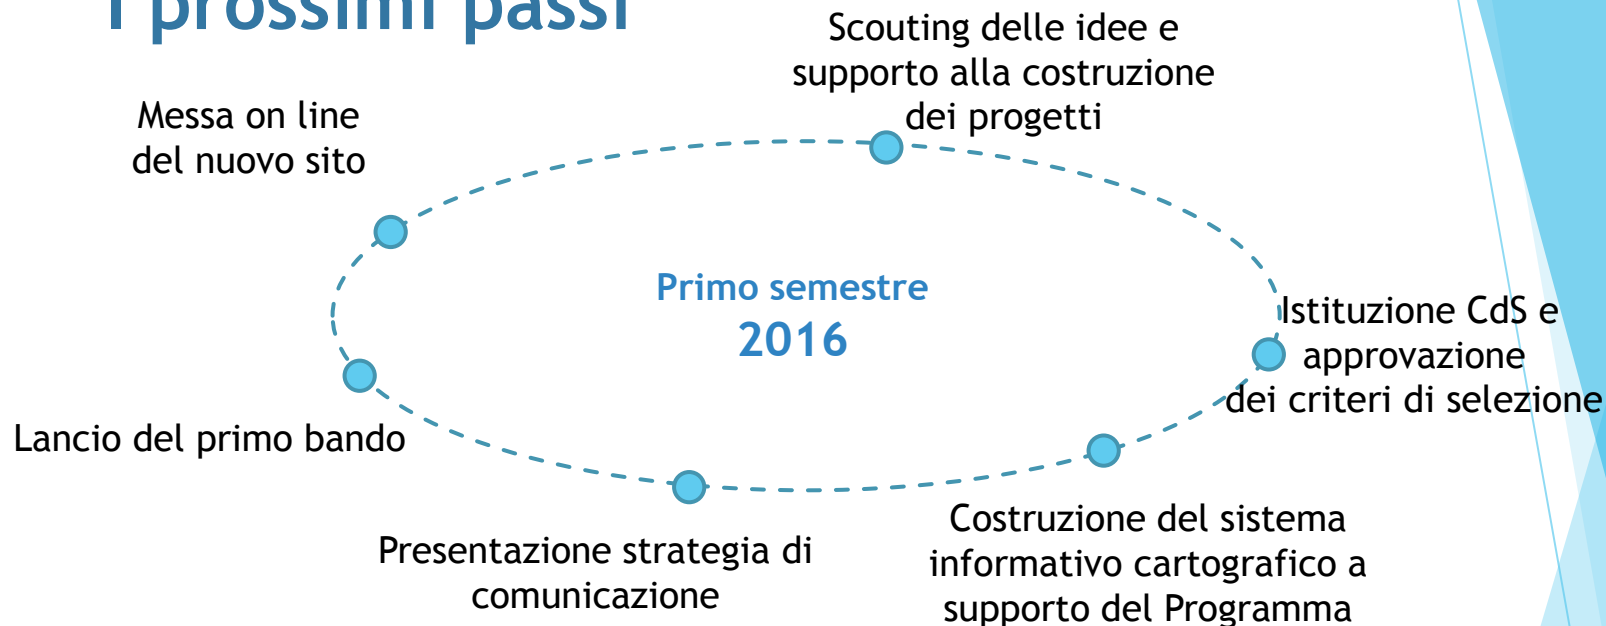 I prossimi passi
Scouting delle idee e
supporto alla costruzione
dei progetti
Messa on line
del nuovo sito
Primo semestre
2016
Istituzione CdS e
approvazione
dei criteri di selezione
Lancio del primo bando
Presentazione strategia di
comunicazione
Costruzione del sistema
informativo cartografico a
supporto del Programma